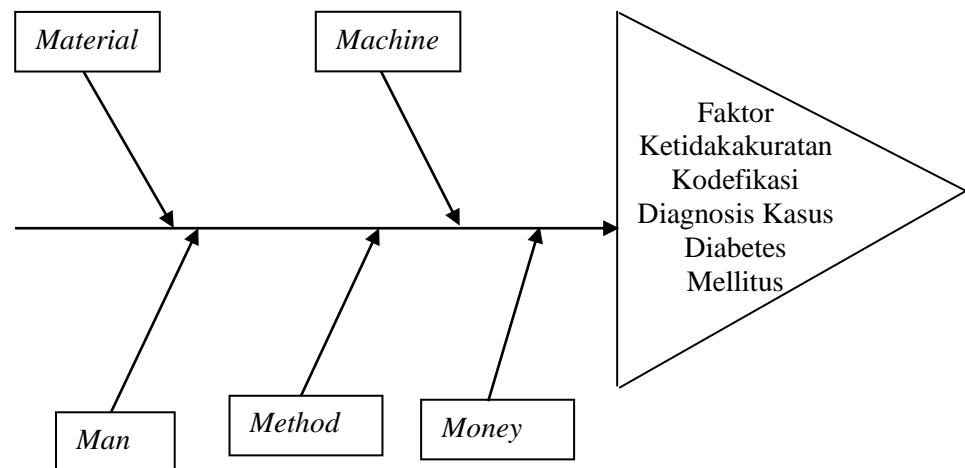 Material
Machine
Faktor
Ketidakakuratan
Kodefikasi
Diagnosis Kasus
Diabetes
Mellitus
Man
Method
Money